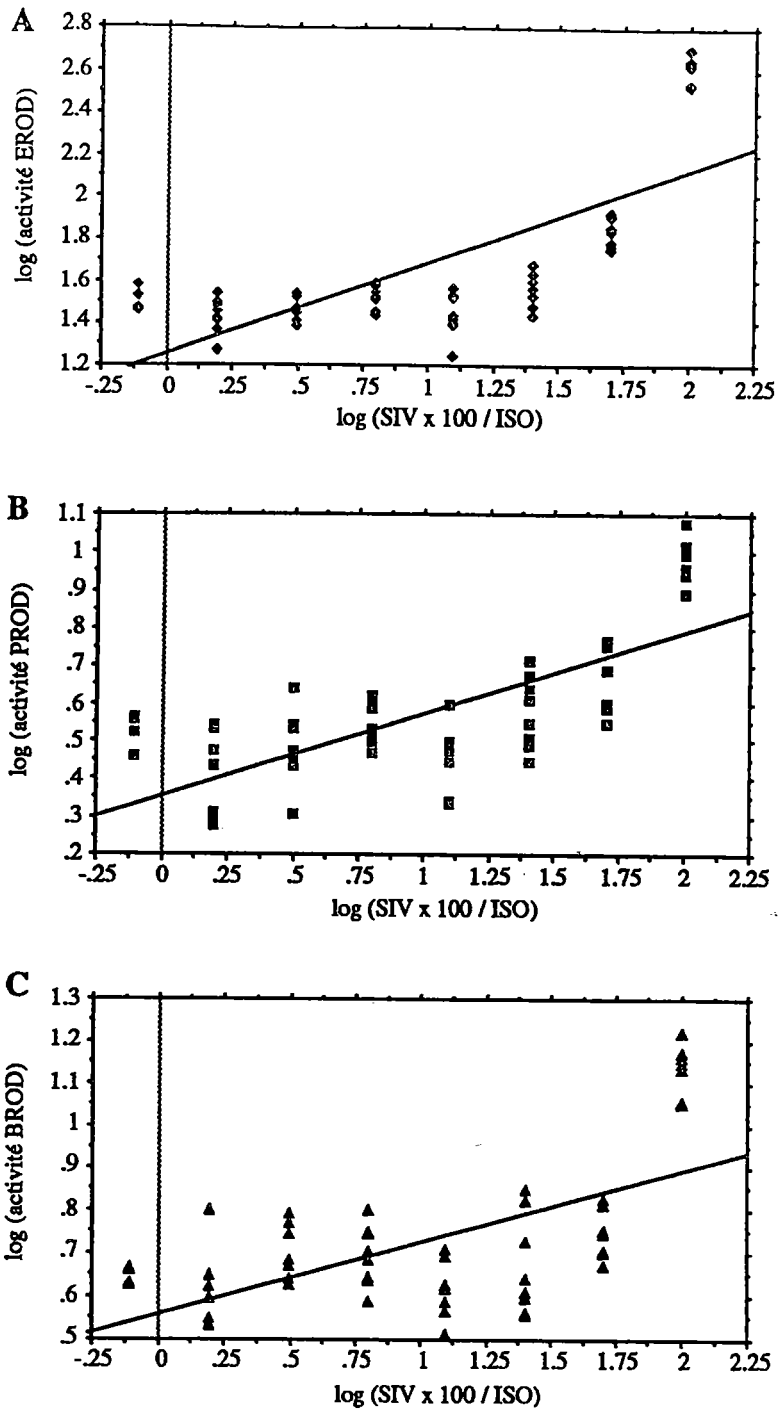 A
log (activité EROD)
2.8
2.6
2.4
2.2
2
1.8
1.6
1.4
1.2
-.25 0 .25 .5 .75 1 1.25 1.5 1.75 2 2.25
log (SIV x 100 / ISO)
B
log (activité PROD)
1.1
1
.9
.8
.7
.6
.5
.4
.3
.2
-.25 0 .25 .5 .75 1 1.25 1.5 1.75 2 2.25
log (SIV x 100 / ISO)
C
log (activité BROD)
1.3
1.2
1.1
1
.9
.8
.7
.6
.5
-.25 0 .25 .5 .75 1 1.25 1.5 1.75 2 2.25
log (SIV x 100 / ISO)